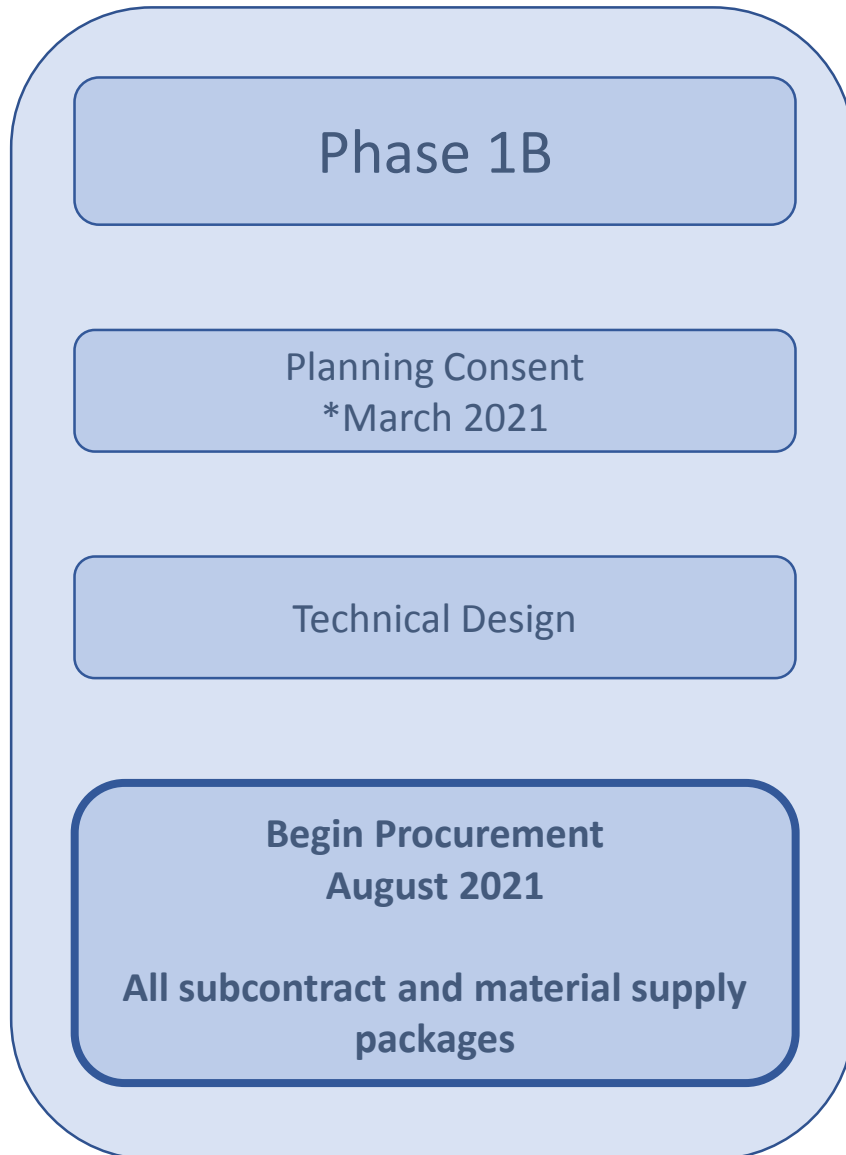 Phase 1B
Planning Consent
*March 2021
Technical Design
Begin Procurement
August 2021
All subcontract and material supply
packages